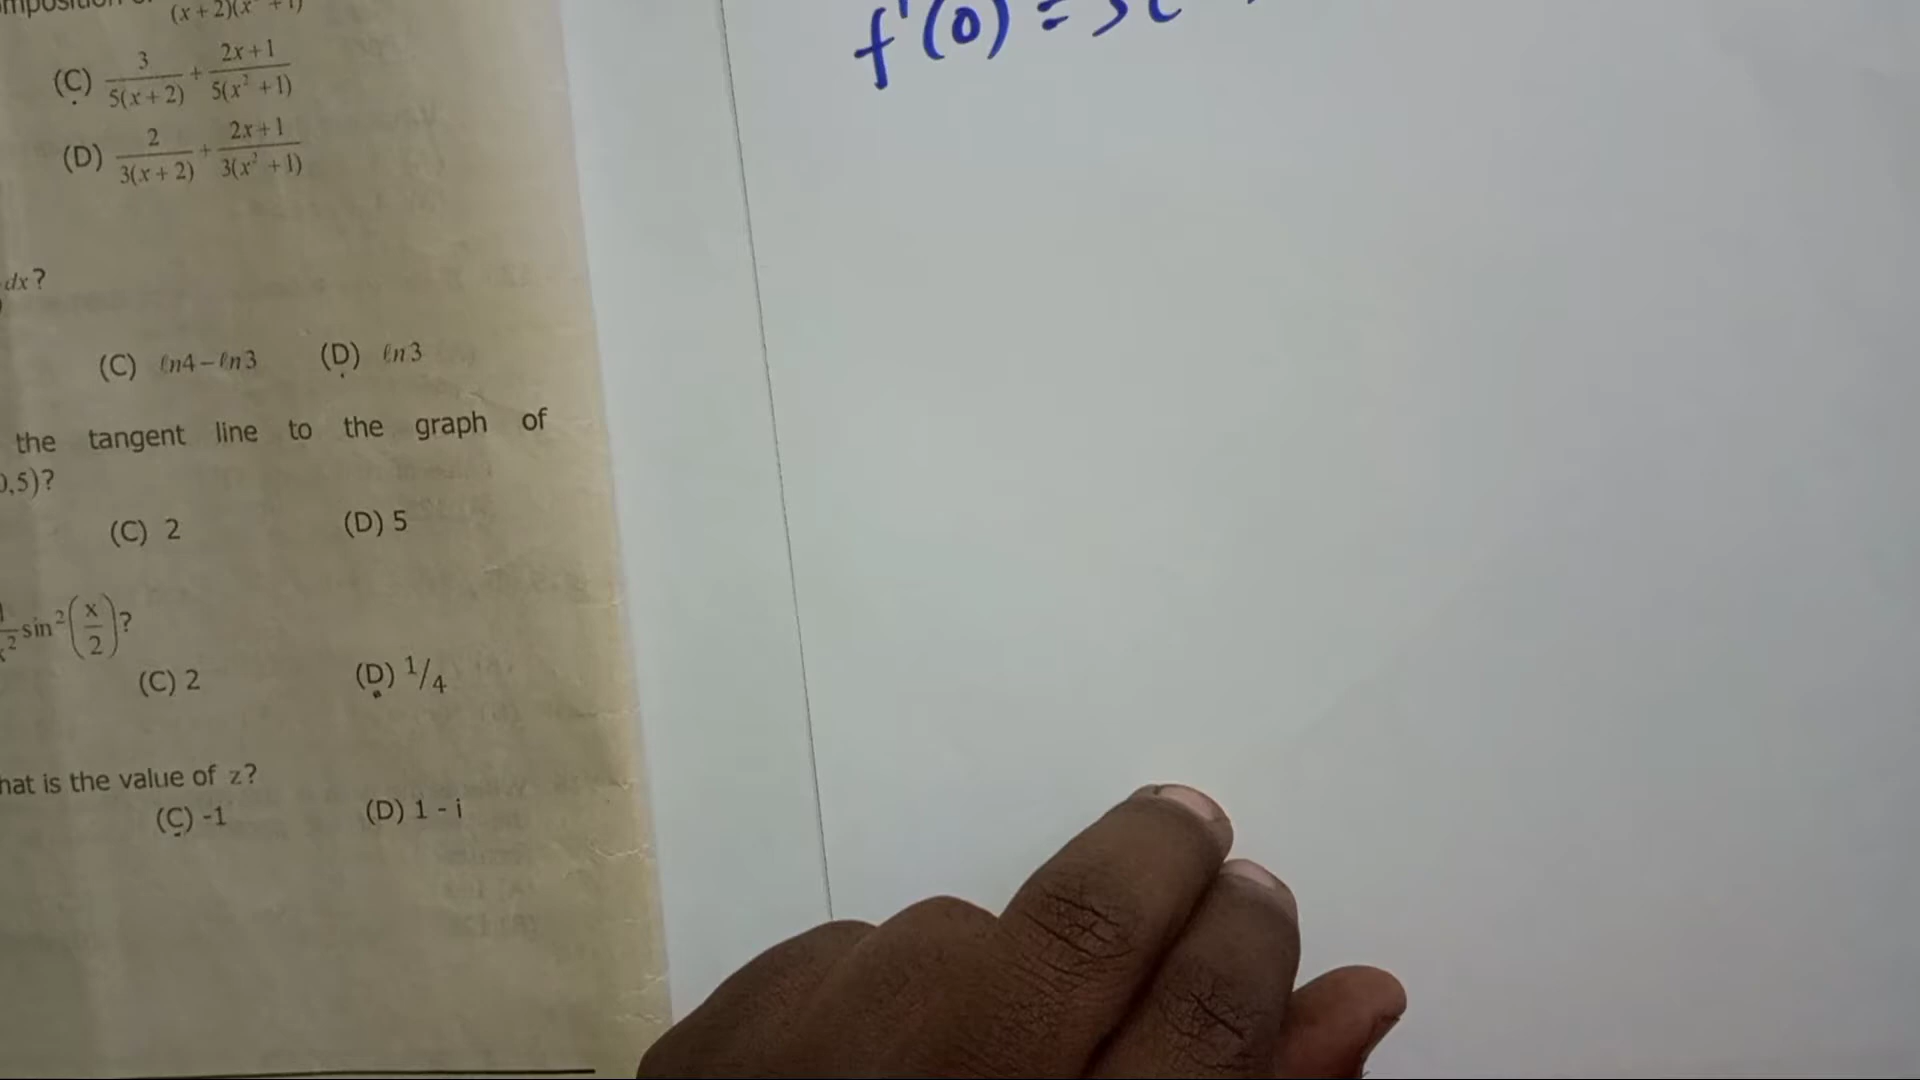 (x+2)(x² + 1)
(C) 3/5(x + 2) + 2x+1/5(x² + 1)
(D) 2/3(x + 2) + 2x+1/3(x² + 1)
dx?
(C) ℓn4 – ℓn3 (D) ℓn3
the tangent line to the graph of
,5)?
(C) 2 (D) 5
sin²(x/2)?
(C) 2 (D) 1/4
hat is the value of z?
(C) -1 (D) 1 - i
f'(0) =